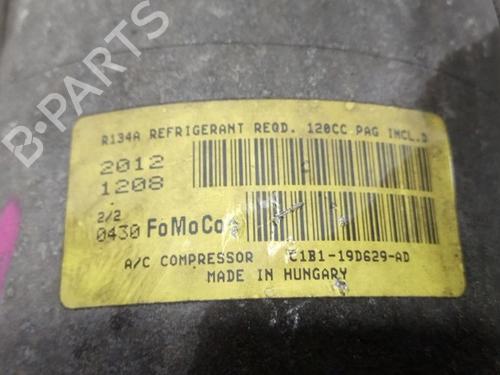 R134A REFRIGERANT REQD. 120CC PAG INCL.D
2012
1208
2/2
0430 FoMoCo
A/C COMPRESSOR C1B1-19D629-AD
MADE IN HUNGARY
B-PARTS